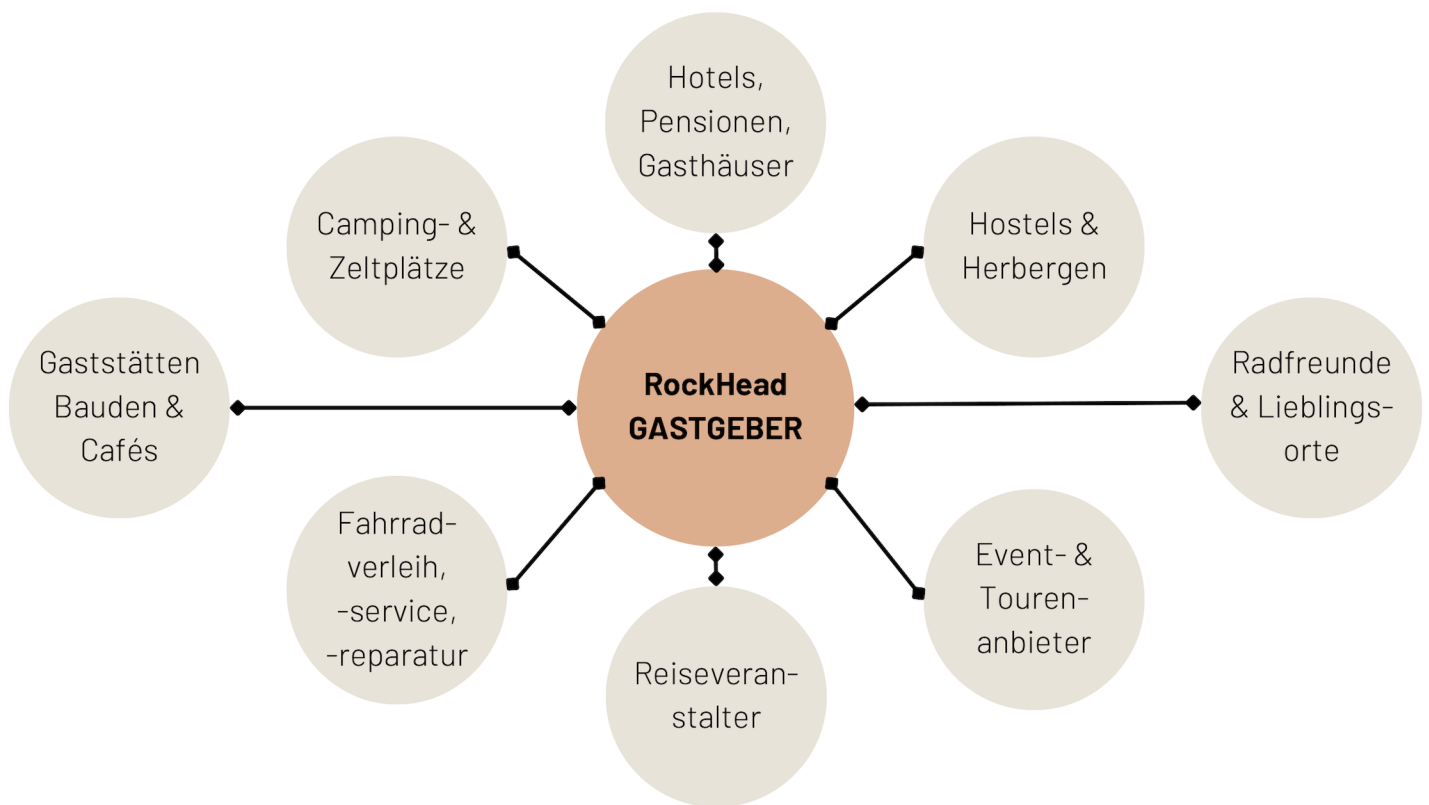 Hotels,
Pensionen,
Gasthäuser
Camping- &
Zeltplätze
Hostels &
Herbergen
Gaststätten
Bauden &
Cafés
RockHead
GASTGEBER
Radfreunde
& Lieblings-
orte
Fahrrad-
verleih,
-service,
-reparatur
Event- &
Touren-
anbieter
Reiseveran-
stalter